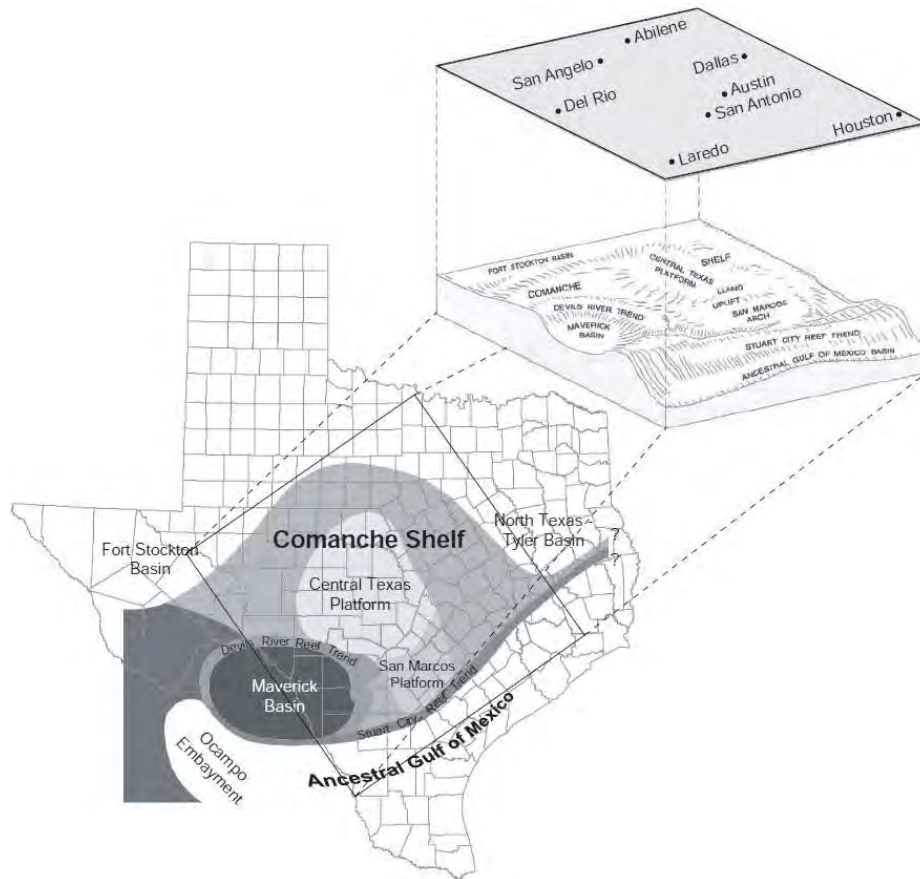 Abilene
San Angelo
Dallas
Del Rio
Austin
San Antonio
Houston
Laredo
FORT STOCKTON BASIN
SHELF
CENTRAL TEXAS
PLATFORM
COMANCHE
LLANO
UPLIFT
DEVILS RIVER TREND
SAN MARCOS
ARCH
MAVERICK
BASIN
STUART CITY REEF TREND
ANCESTRAL GULF OF MEXICO BASIN
North Texas
Tyler Basin
?
?
Comanche Shelf
Fort Stockton
Basin
Central Texas
Platform
Devils River Reef Trend
San Marcos
Platform
Maverick
Basin
Stuart City Reef Trend
Ancestral Gulf of Mexico
Ocampo
Embayment